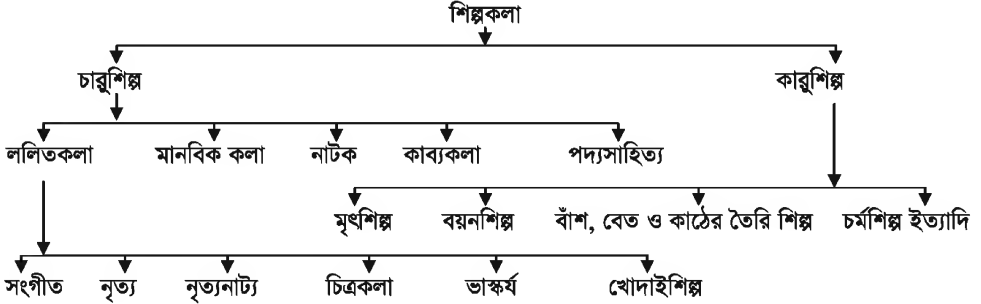 শিল্পকলা
চারুশিল্প কারুশিল্প
ললিতকলা মানবিক কলা নাটক কাব্যকলা পদ্যসাহিত্য
মৃৎশিল্প বয়নশিল্প বাঁশ, বেত ও কাঠের তৈরি শিল্প চর্মশিল্প ইত্যাদি
সংগীত নৃত্য নৃত্যনাট্য চিত্রকলা ভাস্কর্য খোদাইশিল্প